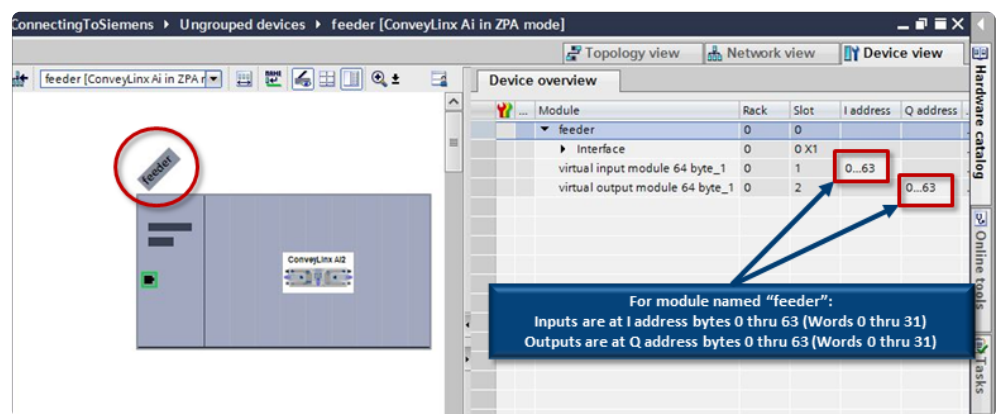 ConnectingToSiemens ▸ Ungrouped devices ▸ feeder [ConveyLinx Ai in ZPA mode]
Topology view Network view Device view
feeder [ConveyLinx Ai in ZPA r
Device overview
... Module Rack Slot I address Q address ...
feeder 0 0
Interface 0 0 X1
virtual input module 64 byte_1 0 1 0...63
virtual output module 64 byte_1 0 2 0...63
feeder
ConveyLinx Ai2
For module named “feeder”:
Inputs are at I address bytes 0 thru 63 (Words 0 thru 31)
Outputs are at Q address bytes 0 thru 63 (Words 0 thru 31)
Hardware catalog
Online tools
Tasks